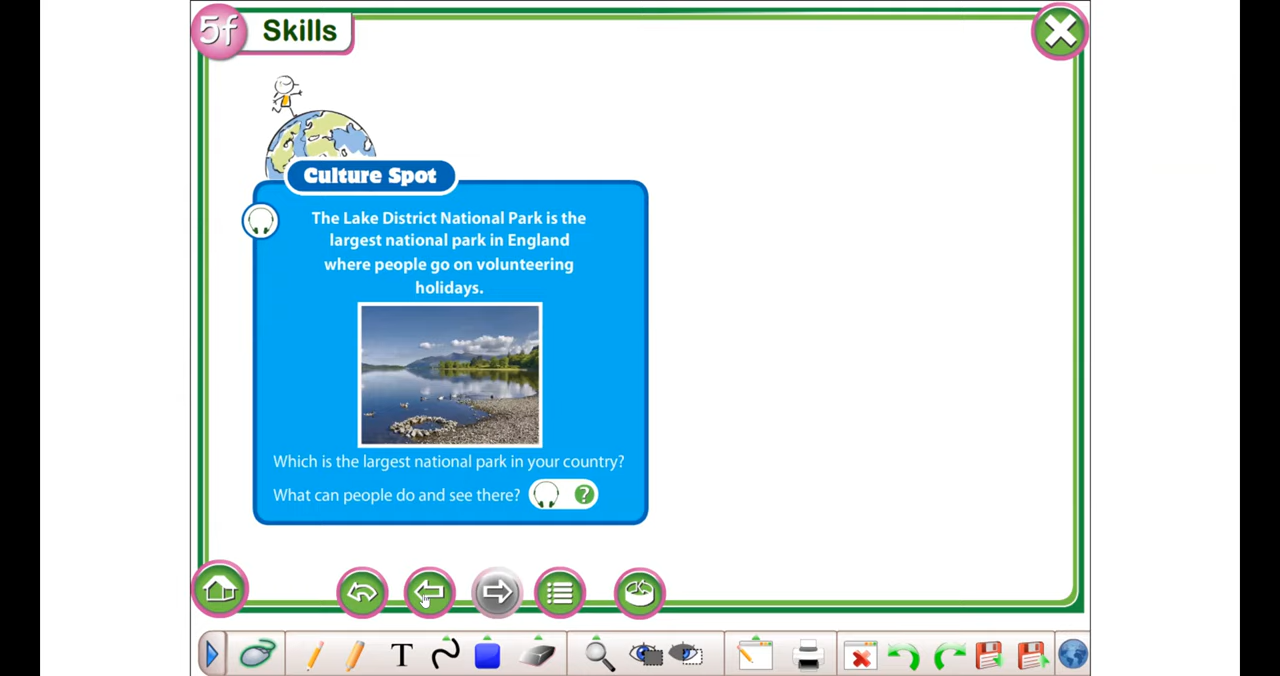 5f Skills
Culture Spot
The Lake District National Park is the
largest national park in England
where people go on volunteering
holidays.
Which is the largest national park in your country?
What can people do and see there? ?
T